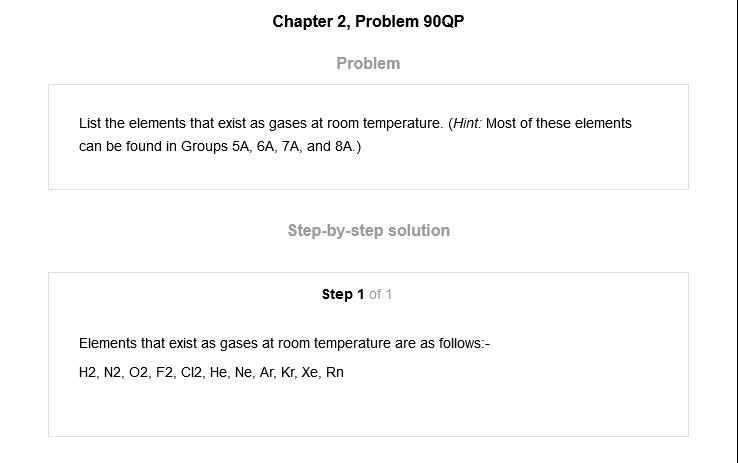 Chapter 2, Problem 90QP
Problem
List the elements that exist as gases at room temperature. (Hint: Most of these elements
can be found in Groups 5A, 6A, 7A, and 8A.)
Step-by-step solution
Step 1 of 1
Elements that exist as gases at room temperature are as follows:-
H2, N2, O2, F2, Cl2, He, Ne, Ar, Kr, Xe, Rn